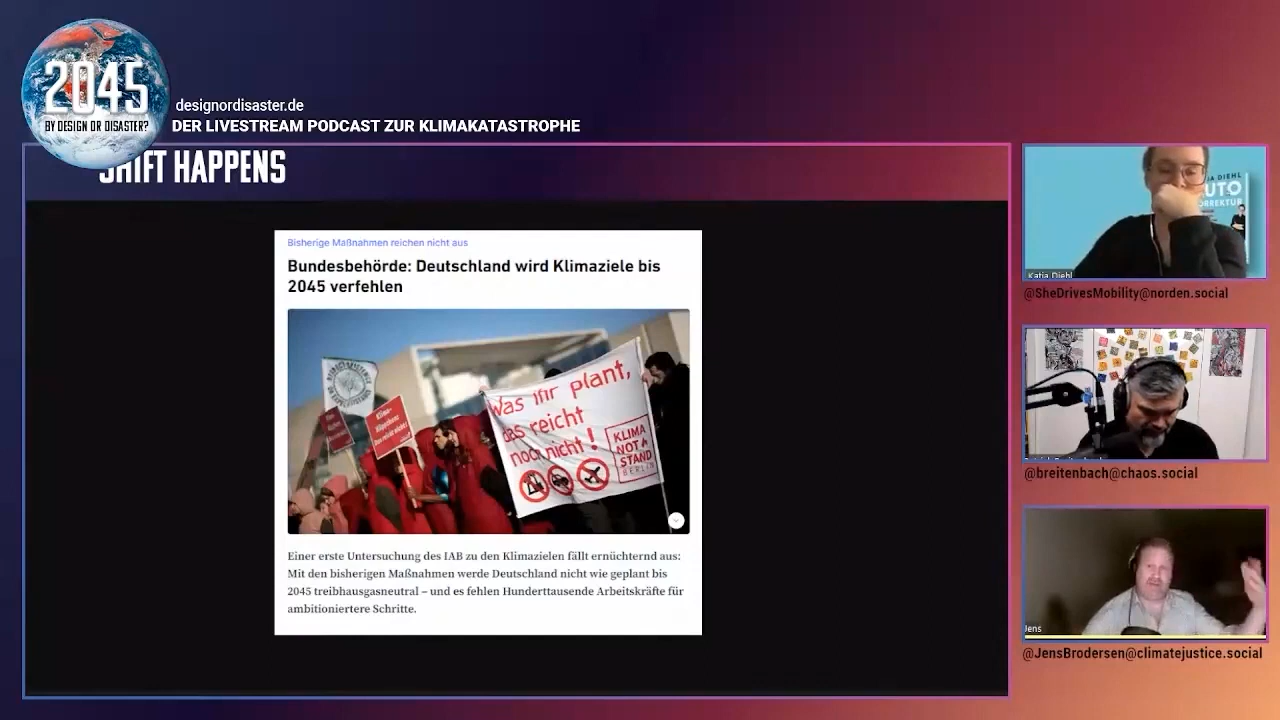 2045
BY DESIGN OR DISASTER?
designordisaster.de
DER LIVESTREAM PODCAST ZUR KLIMAKATASTROPHE
SHIFT HAPPENS
Bisherige Maßnahmen reichen nicht aus
Bundesbehörde: Deutschland wird Klimaziele bis
2045 verfehlen
Was ihr plant,
das reicht
noch nicht!
KLIMA
NOT
STAND
BERLIN
Einer erste Untersuchung des IAB zu den Klimazielen fällt ernüchternd aus:
Mit den bisherigen Maßnahmen werde Deutschland nicht wie geplant bis
2045 treibhausgasneutral – und es fehlen Hunderttausende Arbeitskräfte für
ambitioniertere Schritte.
JA DIEHL
UTO
ORREKTUR
Katja Diehl
@SheDrivesMobility@norden.social
@breitenbach@chaos.social
Jens
@JensBrodersen@climatejustice.social